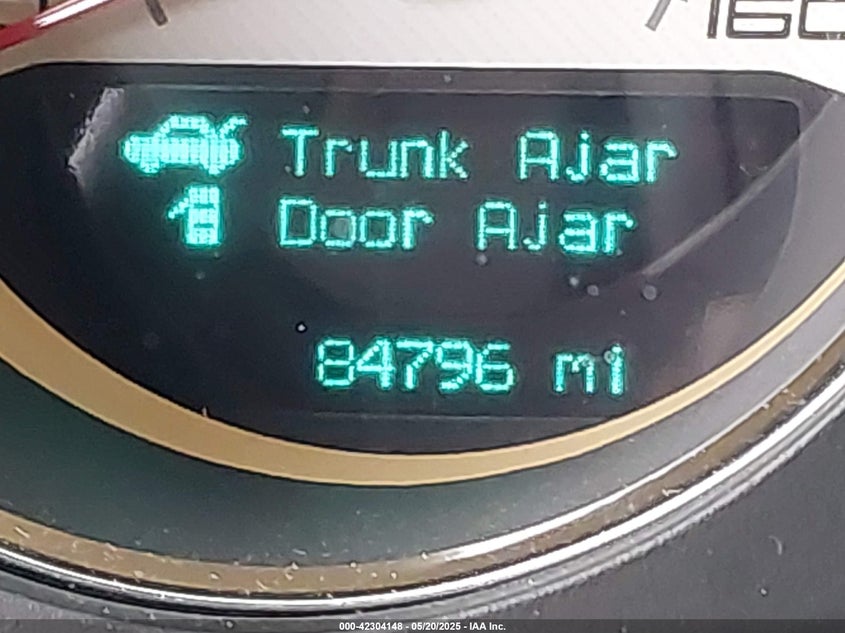 160
Trunk Ajar
Door Ajar
84796 mi
000-42304148 - 05/20/2025 - IAA Inc.